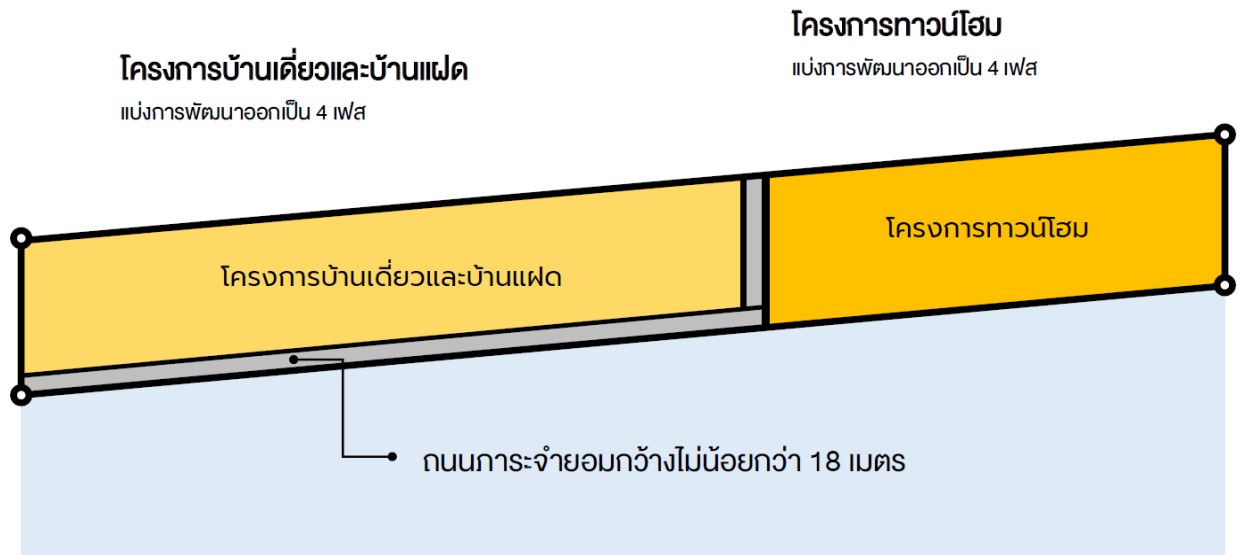 โครงการทาวน์โฮม
แบ่งการพัฒนาออกเป็น 4 เฟส
โครงการบ้านเดี่ยวและบ้านแฝด
แบ่งการพัฒนาออกเป็น 4 เฟส
โครงการทาวน์โฮม
โครงการบ้านเดี่ยวและบ้านแฝด
ถนนภาระจำยอมกว้างไม่น้อยกว่า 18 เมตร